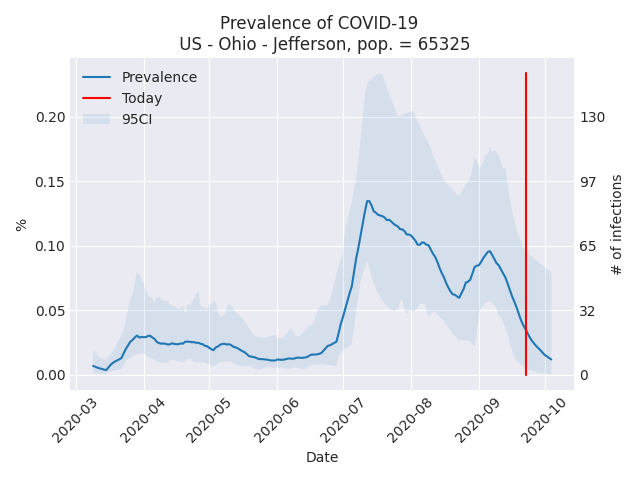 Prevalence of COVID-19
US - Ohio - Jefferson, pop. = 65325
Prevalence
Today
95CI
0.20
0.15
0.10
0.05
0.00
%
130
97
65
32
0
# of infections
2020-03
2020-04
2020-05
2020-06
2020-07
2020-08
2020-09
2020-10
Date